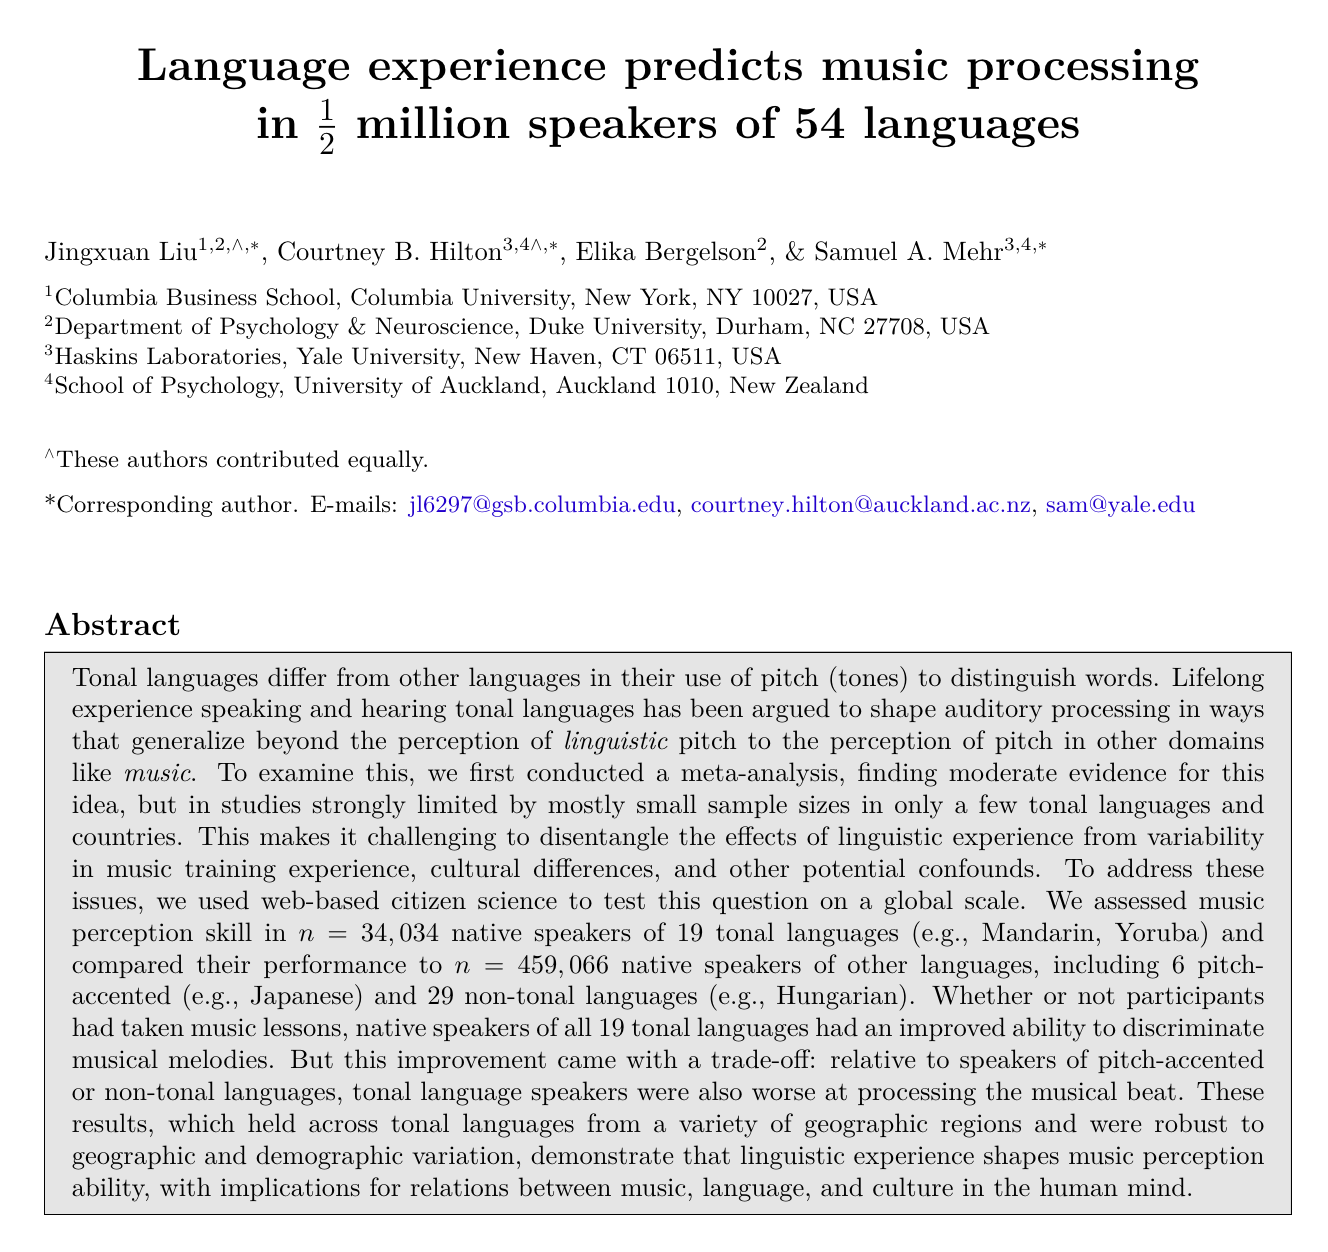 Language experience predicts music processing
in ½ million speakers of 54 languages
Jingxuan Liu1,2,∧,*, Courtney B. Hilton3,4∧,*, Elika Bergelson2, & Samuel A. Mehr3,4,*
1Columbia Business School, Columbia University, New York, NY 10027, USA
2Department of Psychology & Neuroscience, Duke University, Durham, NC 27708, USA
3Haskins Laboratories, Yale University, New Haven, CT 06511, USA
4School of Psychology, University of Auckland, Auckland 1010, New Zealand
∧These authors contributed equally.
*Corresponding author. E-mails: jl6297@gsb.columbia.edu, courtney.hilton@auckland.ac.nz, sam@yale.edu
Abstract
Tonal languages differ from other languages in their use of pitch (tones) to distinguish words. Lifelong
experience speaking and hearing tonal languages has been argued to shape auditory processing in ways
that generalize beyond the perception of linguistic pitch to the perception of pitch in other domains
like music. To examine this, we first conducted a meta-analysis, finding moderate evidence for this
idea, but in studies strongly limited by mostly small sample sizes in only a few tonal languages and
countries. This makes it challenging to disentangle the effects of linguistic experience from variability
in music training experience, cultural differences, and other potential confounds. To address these
issues, we used web-based citizen science to test this question on a global scale. We assessed music
perception skill in n = 34,034 native speakers of 19 tonal languages (e.g., Mandarin, Yoruba) and
compared their performance to n = 459,066 native speakers of other languages, including 6 pitch-
accented (e.g., Japanese) and 29 non-tonal languages (e.g., Hungarian). Whether or not participants
had taken music lessons, native speakers of all 19 tonal languages had an improved ability to discriminate
musical melodies. But this improvement came with a trade-off: relative to speakers of pitch-accented
or non-tonal languages, tonal language speakers were also worse at processing the musical beat. These
results, which held across tonal languages from a variety of geographic regions and were robust to
geographic and demographic variation, demonstrate that linguistic experience shapes music perception
ability, with implications for relations between music, language, and culture in the human mind.